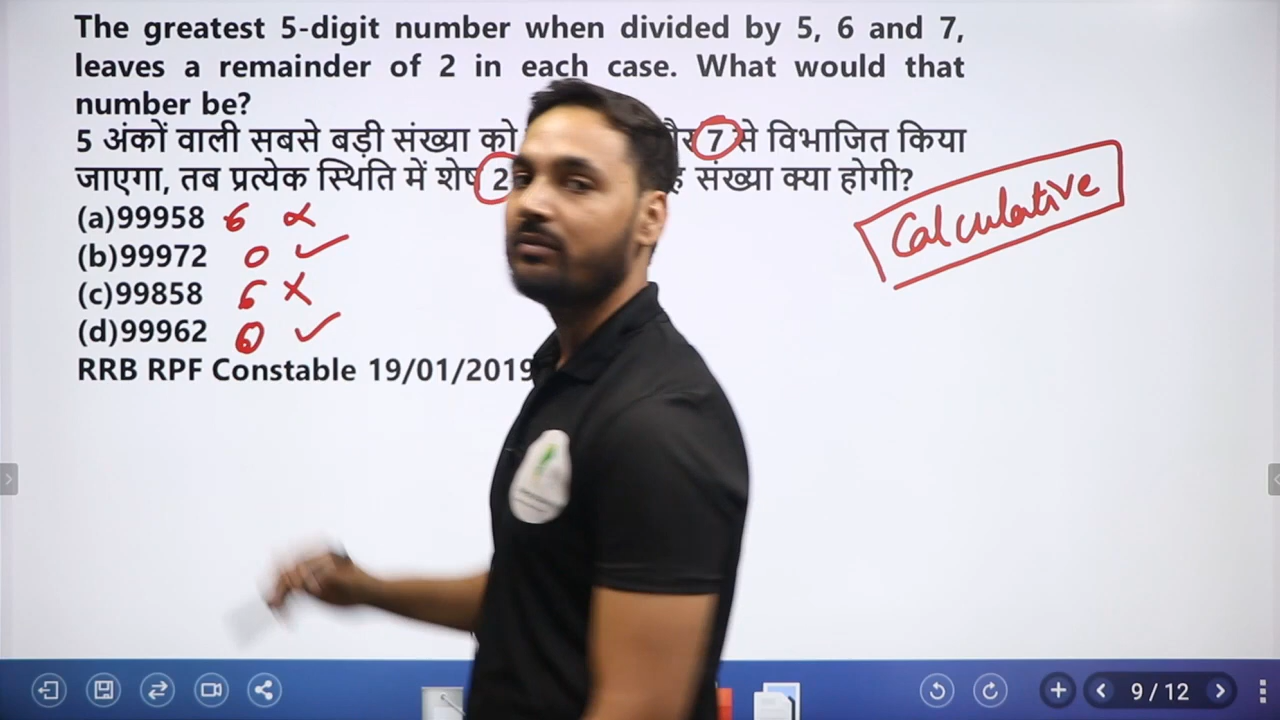 The greatest 5-digit number when divided by 5, 6 and 7,
leaves a remainder of 2 in each case. What would that
number be?
5 अंकों वाली सबसे बड़ी संख्या को 7 से विभाजित किया
जाएगा, तब प्रत्येक स्थिति में शेष 2 संख्या क्या होगी?
Calculative
(a)99958 6
(b)99972 0 ✓
(c)99858 6 ✗
(d)99962 0 ✓
RRB RPF Constable 19/01/2019
9 / 12